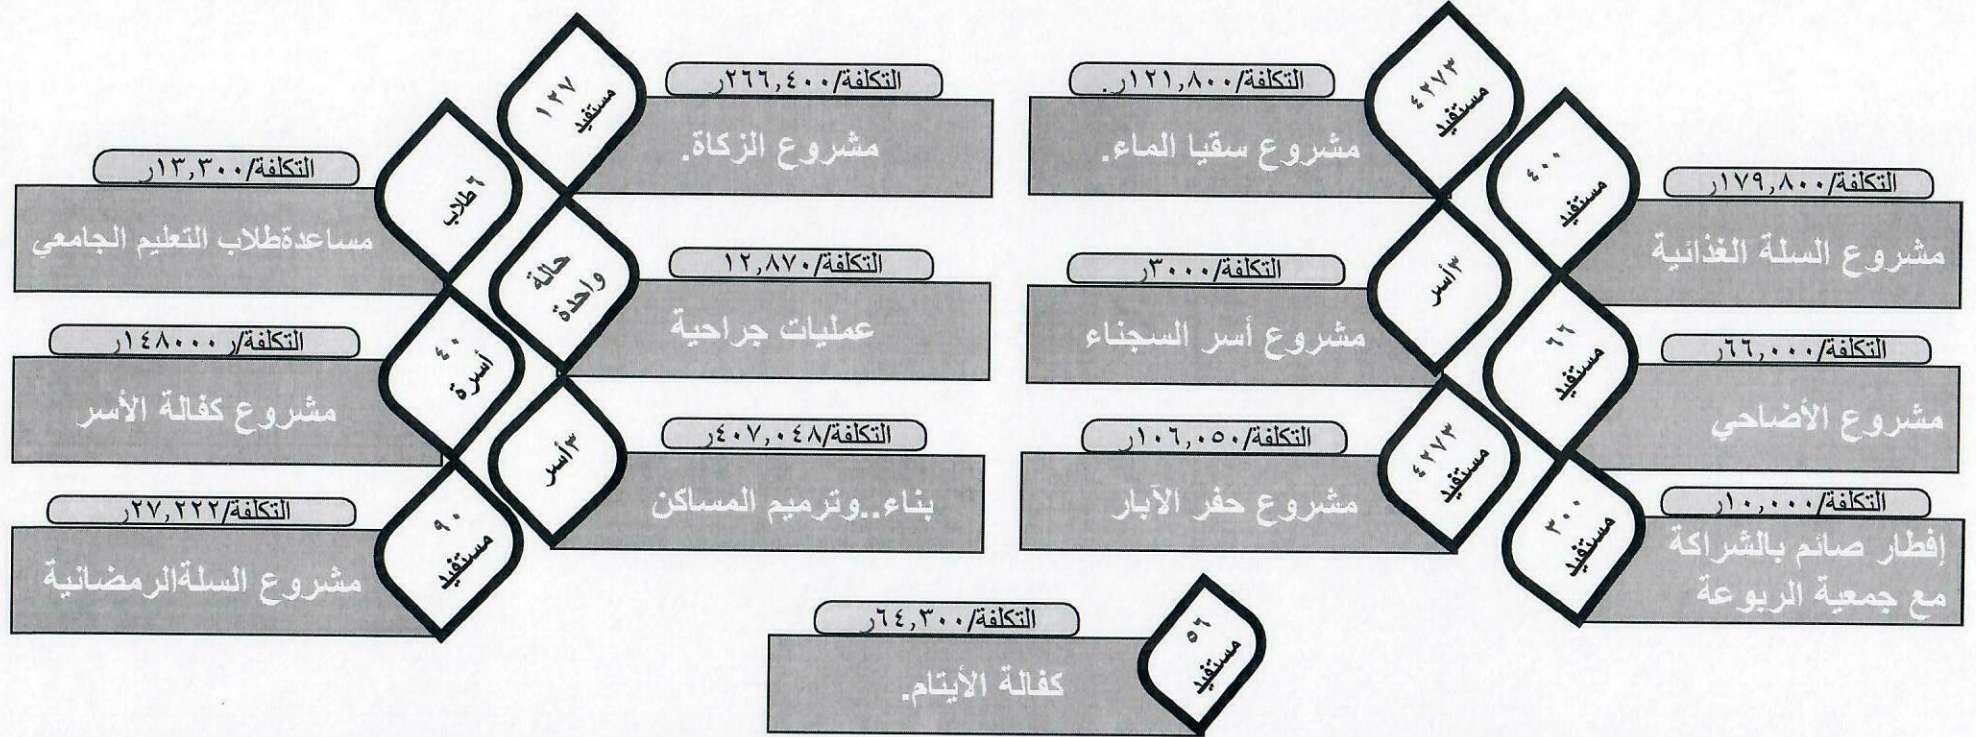 التكلفة/١٧٩,٨٠٠ر
مشروع السلة الغذائية
٤٠٠
مستفيد
التكلفة/٦٦,٠٠٠ر
مشروع الأضاحي
٦٦
مستفيد
التكلفة/١٠,٠٠٠ر
إفطار صائم بالشراكة
مع جمعية الربوعة
٣٠٠
مستفيد
التكلفة/١٢١,٨٠٠ر.
مشروع سقيا الماء.
٤٢٧٣
مستفيد
التكلفة/٣٠٠٠ر
مشروع أسر السجناء
٣أسر
التكلفة/١٠٦,٠٥٠ر
مشروع حفر الآبار
٤٢٧٣
مستفيد
التكلفة/٢٦٦,٤٠٠ر
مشروع الزكاة.
١٢٧
مستفيد
التكلفة/١٢,٨٧٠
عمليات جراحية
حالة
واحدة
التكلفة/٤٠٧,٠٤٨ر
بناء..وترميم المساكن
٣أسر
التكلفة/١٣,٣٠٠ر
مساعدةطلاب التعليم الجامعي
٦طلاب
التكلفة/ر١٤٨٠٠٠
مشروع كفالة الأسر
٤٠
أسرة
التكلفة/٢٧,٢٢٢ر
مشروع السلةالرمضانية
٩٠
مستفيد
التكلفة/٦٤,٣٠٠ر
كفالة الأيتام.
٥٦
مستفيد